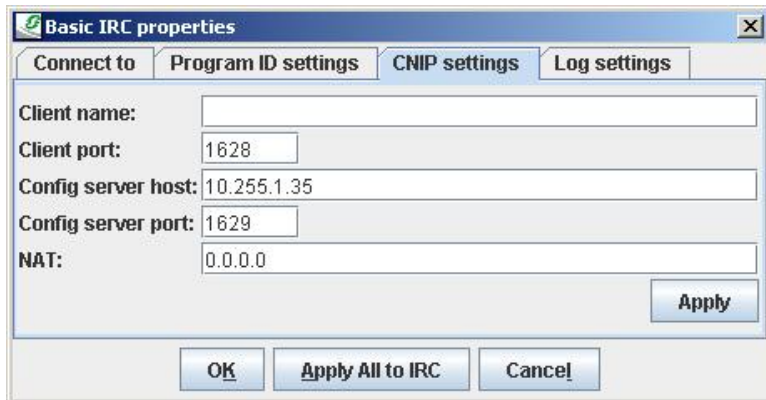 Basic IRC properties
Connect to Program ID settings CNIP settings Log settings
Client name:
Client port: 1628
Config server host: 10.255.1.35
Config server port: 1629
NAT: 0.0.0.0
Apply
OK Apply All to IRC Cancel